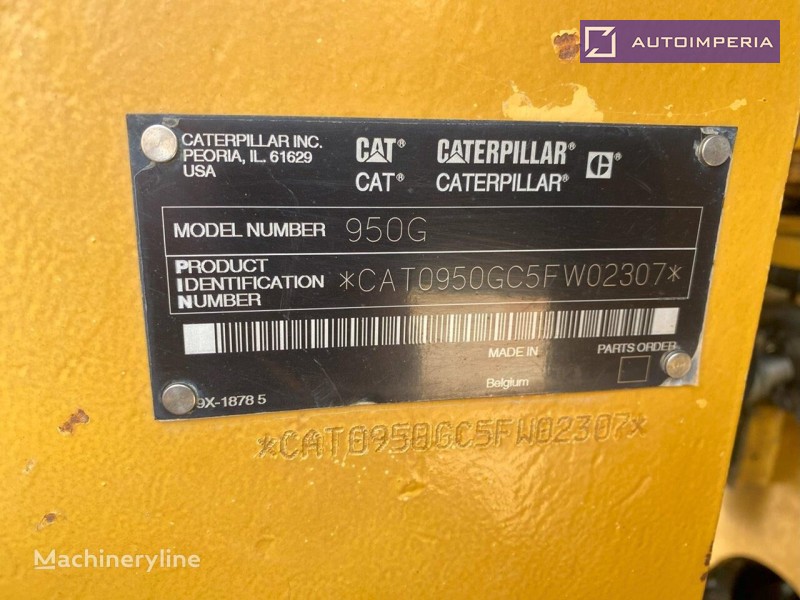 AUTOIMPERIA
CATERPILLAR INC.
PEORIA, IL. 61629
USA
CAT® CATERPILLAR® C®
CAT® CATERPILLAR®
MODEL NUMBER 950G
PRODUCT
IDENTIFICATION *CAT0950GC5FW02307*
NUMBER
MADE IN PARTS ORDER
Belgium
9X-1878 5
*CAT0950GC5FW02307*
Machineryline